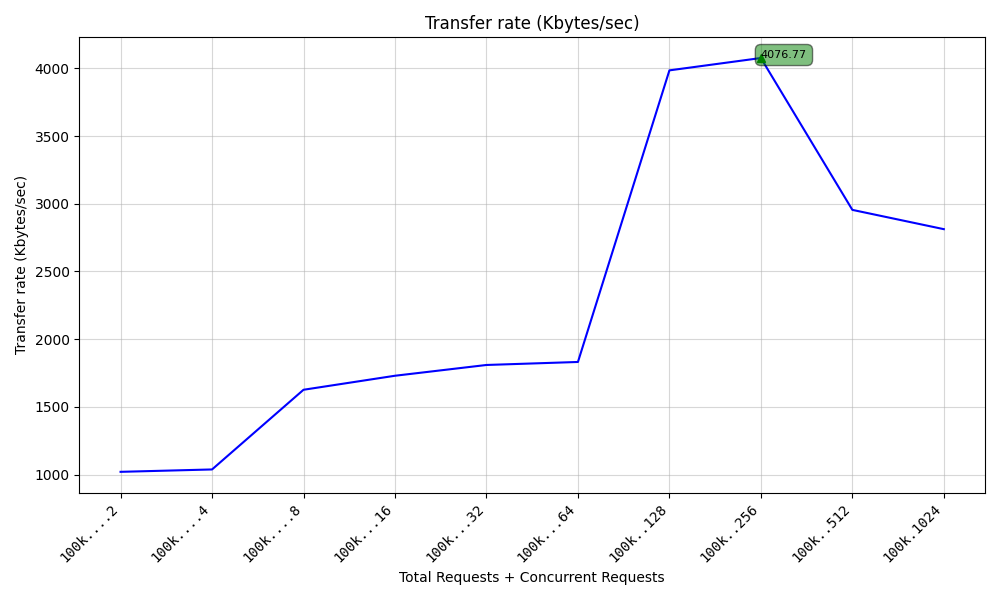 Transfer rate (Kbytes/sec)
4076.77
4000
3500
3000
2500
2000
1500
1000
Transfer rate (Kbytes/sec)
100k....2
100k....4
100k....8
100k...16
100k...32
100k...64
100k..128
100k..256
100k..512
100k.1024
Total Requests + Concurrent Requests